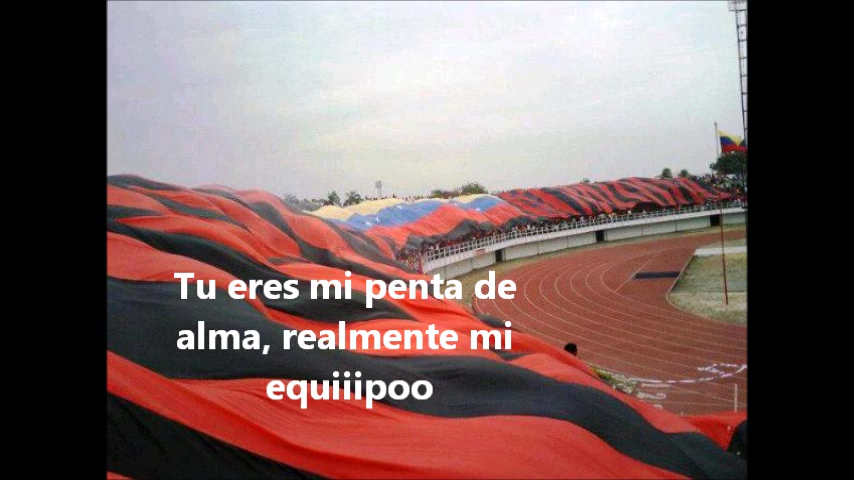 Tu eres mi penta de
alma, realmente mi
equiiipoo